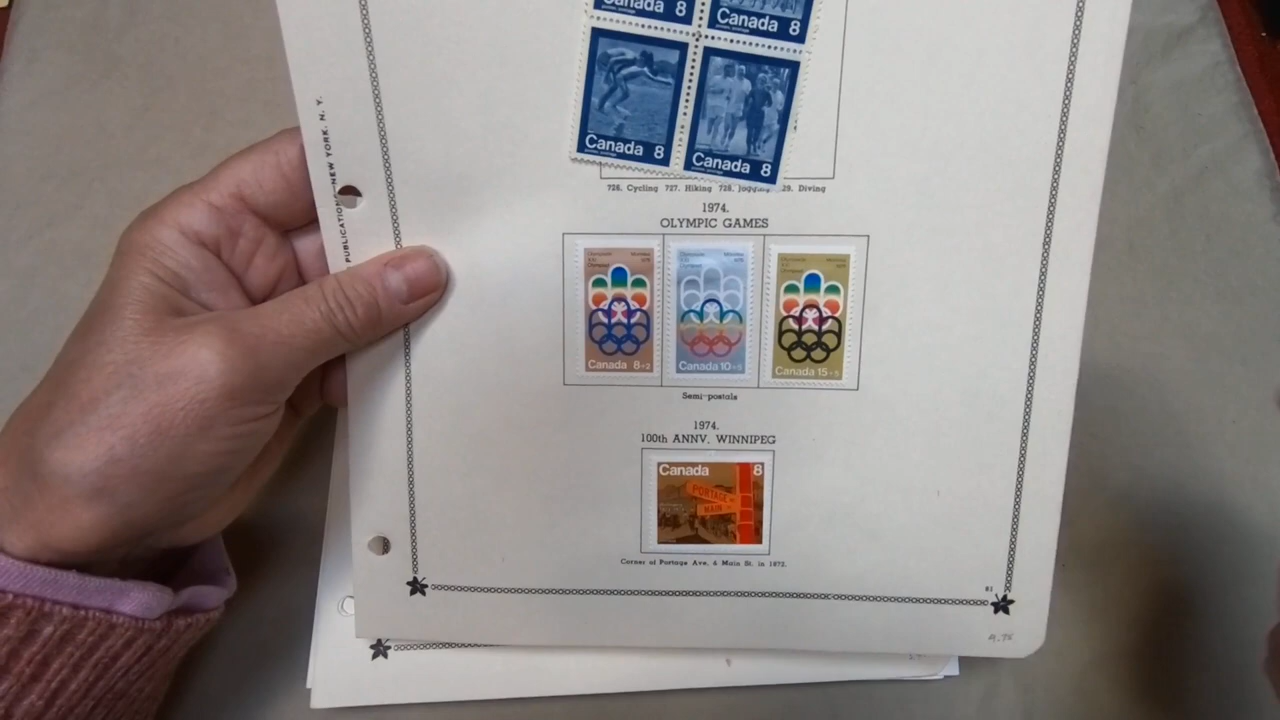 Canada 8
Canada 8
Canada 8
Canada 8
PUBLICATION NEW YORK, N. Y.
726. Cycling 727. Hiking 728. 29. Diving
1974.
OLYMPIC GAMES
Canada 8+2
Canada 10+5
Canada 15+5
Semi-postals
1974.
100th ANNV. WINNIPEG
Canada 8
PORTAGE
MAIN
Corner of Portage Ave. & Main St. in 1872.
81